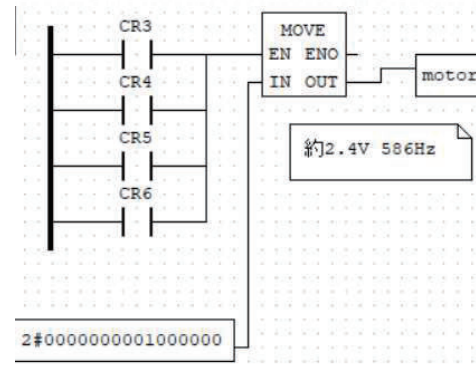 CR3
MOVE
EN ENO
CR4
IN OUT
motor
CR5
約2.4V 586Hz
CR6
2#0000000001000000